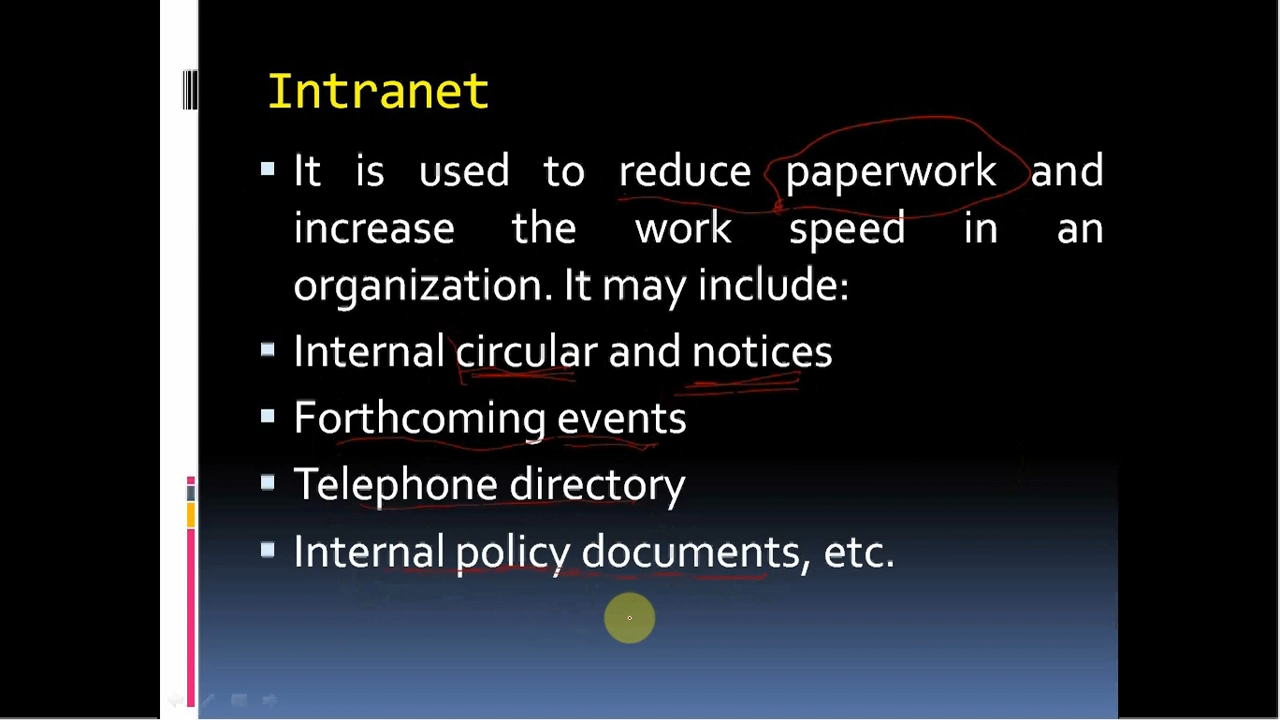 Intranet
It is used to reduce paperwork and
increase the work speed in an
organization. It may include:
Internal circular and notices
Forthcoming events
Telephone directory
Internal policy documents, etc.